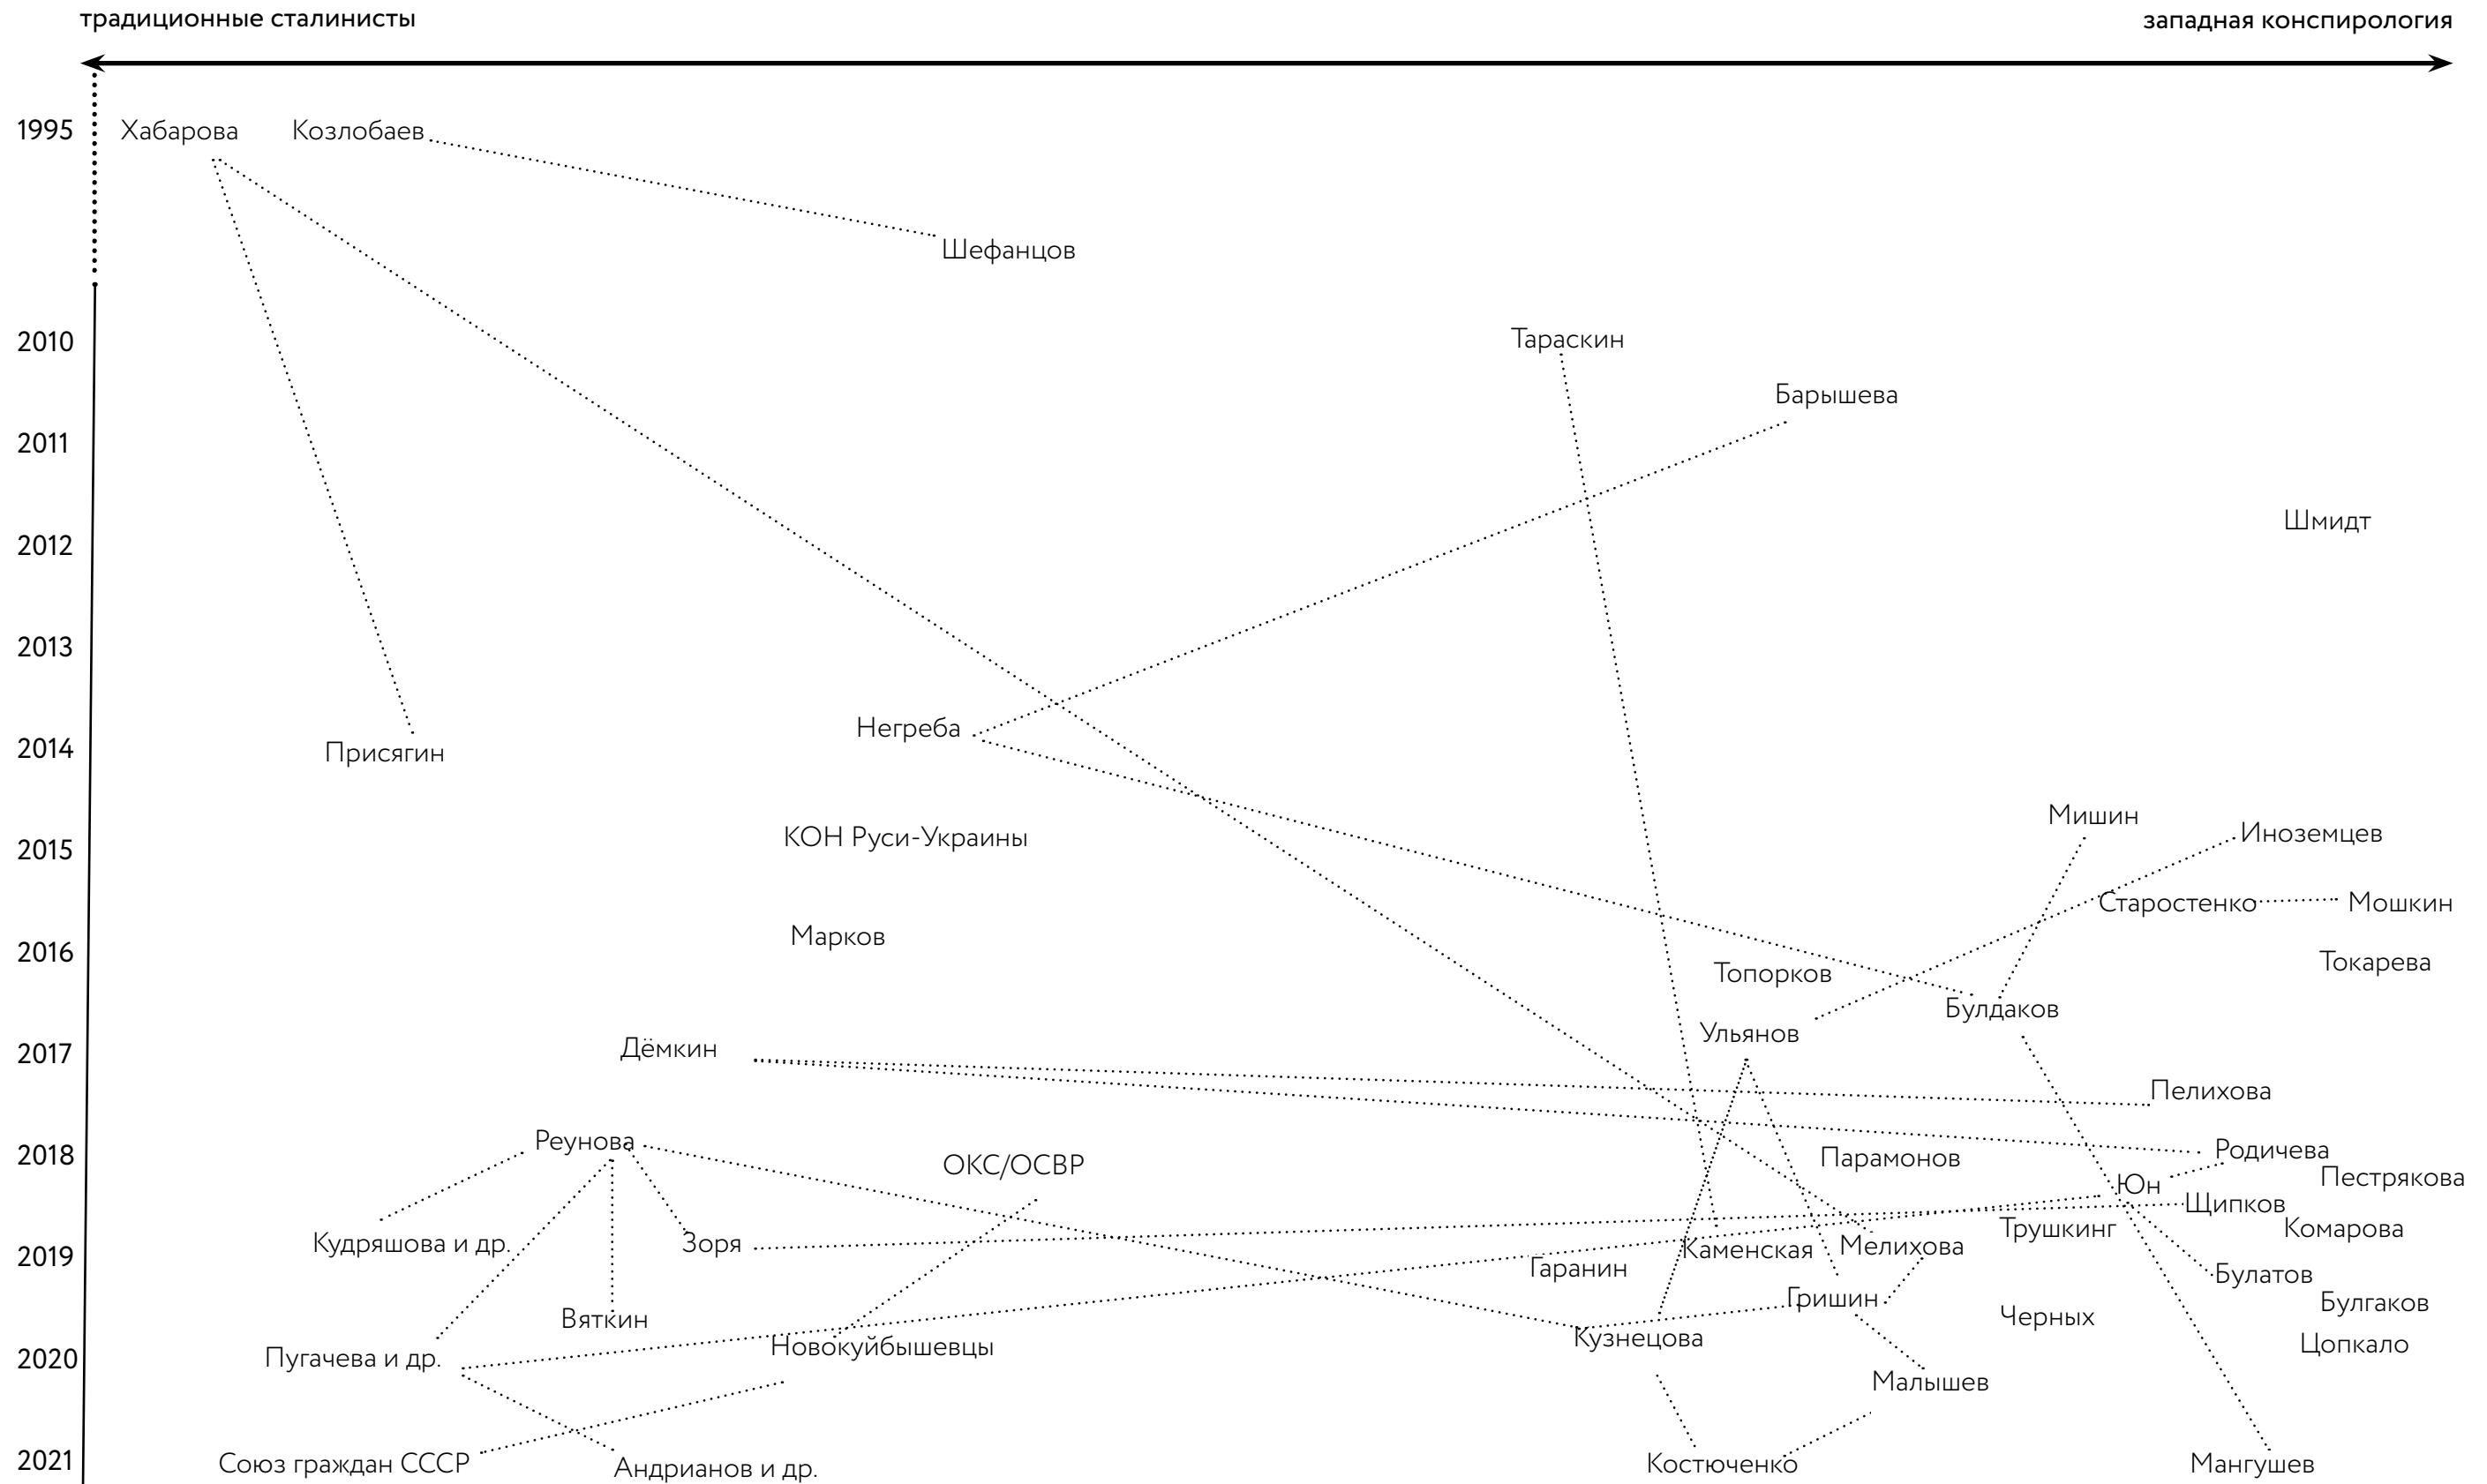 традиционные сталинисты
западная конспирология
1995
Хабарова
Козлобаев
Шефанцов
2010
Тараскин
Барышева
2011
Шмидт
2012
2013
Негреба
2014
Присягин
Мишин
КОН Руси-Украины
Иноземцев
2015
Старостенко
Мошкин
Марков
2016
Токарева
Топорков
Булдаков
Ульянов
Дёмкин
2017
Пелихова
Реунова
Родичева
2018
ОКС/ОСВР
Парамонов
Пестрякова
Юн
Щипков
Трушкинг
Комарова
Кудряшова и др.
Зоря
Каменская
Мелихова
2019
Гаранин
Булатов
Гришин
Булгаков
Вяткин
Черных
Кузнецова
Новокуйбышевцы
Цопкало
Пугачева и др.
2020
Малышев
2021
Союз граждан СССР
Андрианов и др.
Костюченко
Мангушев